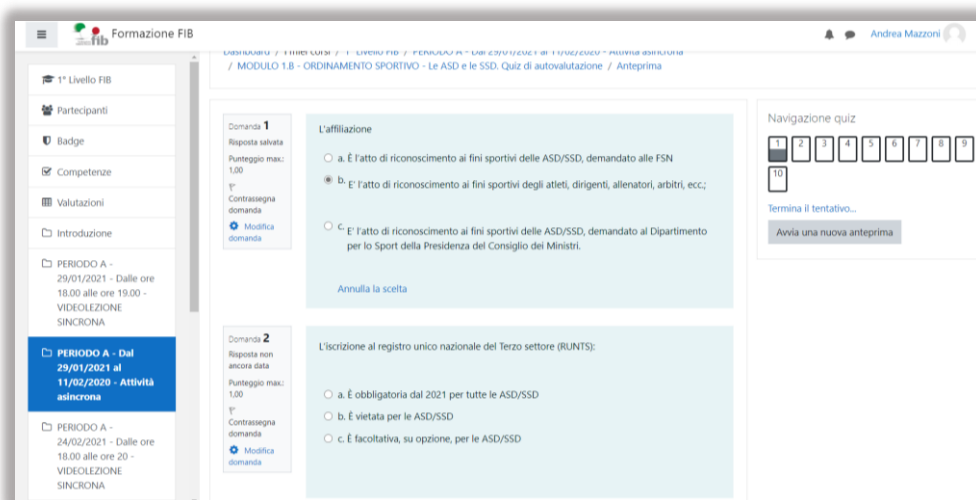 fib Formazione FIB
Andrea Mazzoni
Dashboard / I miei corsi / 1° Livello FIB / PERIODO A - Dal 29/01/2021 al 11/02/2020 - Attività asincrona
/ MODULO 1.B - ORDINAMENTO SPORTIVO - Le ASD e le SSD. Quiz di autovalutazione / Anteprima
1° Livello FIB
Partecipanti
Badge
Competenze
Valutazioni
Introduzione
PERIODO A -
29/01/2021 - Dalle ore
18.00 alle ore 19.00 -
VIDEOLEZIONE
SINCRONA
PERIODO A - Dal
29/01/2021 al
11/02/2020 - Attività
asincrona
PERIODO A -
24/02/2021 - Dalle ore
18.00 alle ore 20 -
VIDEOLEZIONE
SINCRONA
Domanda 1
Risposta salvata
Punteggio max.:
1,00
Contrassegna
domanda
Modifica
domanda
L'affiliazione
a. È l'atto di riconoscimento ai fini sportivi delle ASD/SSD, demandato alle FSN
b. E' l'atto di riconoscimento ai fini sportivi degli atleti, dirigenti, allenatori, arbitri, ecc.;
c. E' l'atto di riconoscimento ai fini sportivi delle ASD/SSD, demandato al Dipartimento
per lo Sport della Presidenza del Consiglio dei Ministri.
Annulla la scelta
Domanda 2
Risposta non
ancora data
Punteggio max.:
1,00
Contrassegna
domanda
Modifica
domanda
L'iscrizione al registro unico nazionale del Terzo settore (RUNTS):
a. È obbligatoria dal 2021 per tutte le ASD/SSD
b. È vietata per le ASD/SSD
c. È facoltativa, su opzione, per le ASD/SSD
Navigazione quiz
1 2 3 4 5 6 7 8 9
10
Termina il tentativo...
Avvia una nuova anteprima